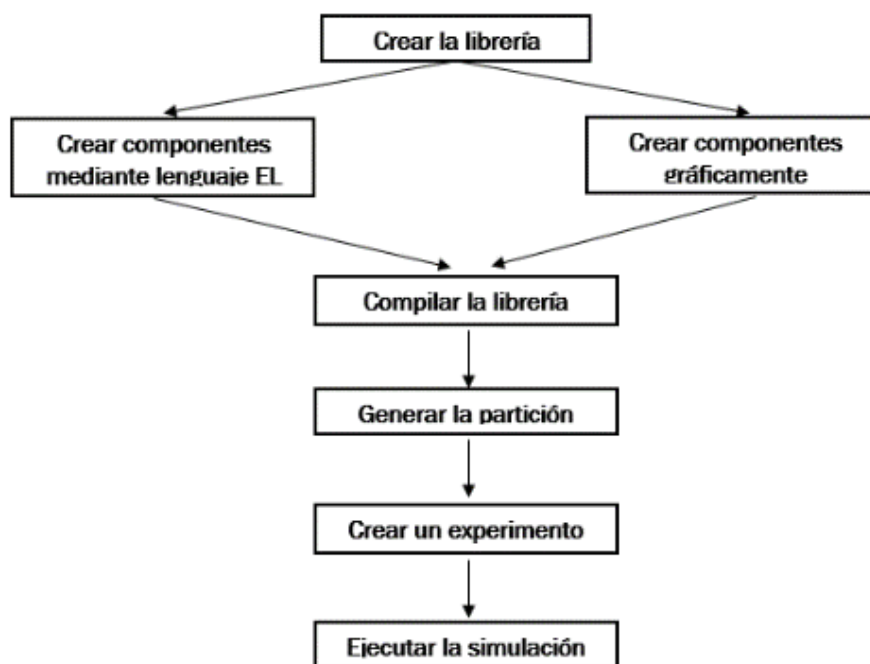 Crear la librería
Crear componentes
mediante lenguaje EL
Crear componentes
gráficamente
Compilar la librería
Generar la partición
Crear un experimento
Ejecutar la simulación